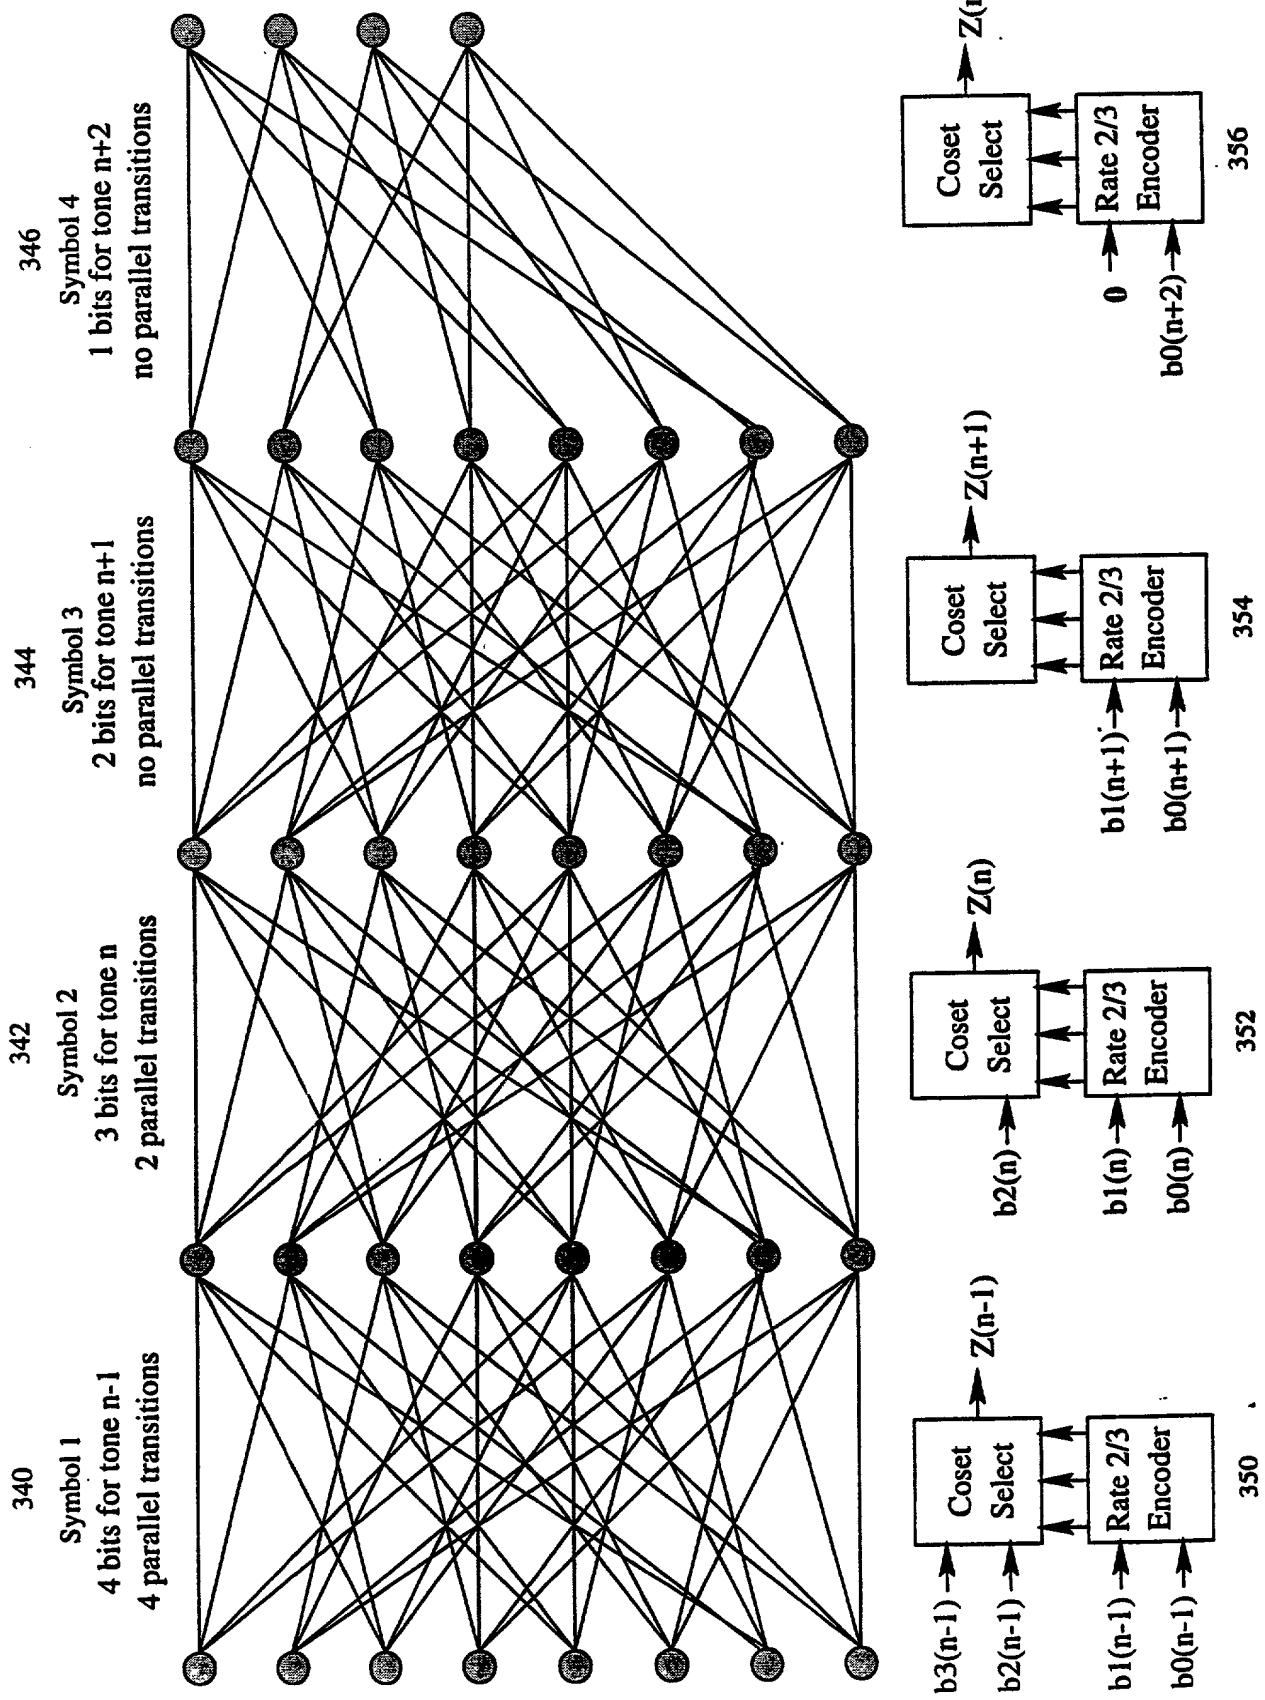 340
Symbol 1
4 bits for tone n-1
4 parallel transitions
342
Symbol 2
3 bits for tone n
2 parallel transitions
344
Symbol 3
2 bits for tone n+1
no parallel transitions
346
Symbol 4
1 bits for tone n+2
no parallel transitions
b3(n-1)
b2(n-1)
Coset
Select
Z(n-1)
b1(n-1)
b0(n-1)
Rate 2/3
Encoder
350
b2(n)
Coset
Select
Z(n)
b1(n)
b0(n)
Rate 2/3
Encoder
352
Coset
Select
Z(n+1)
b1(n+1)
b0(n+1)
Rate 2/3
Encoder
354
Coset
Select
0
b0(n+2)
Rate 2/3
Encoder
356